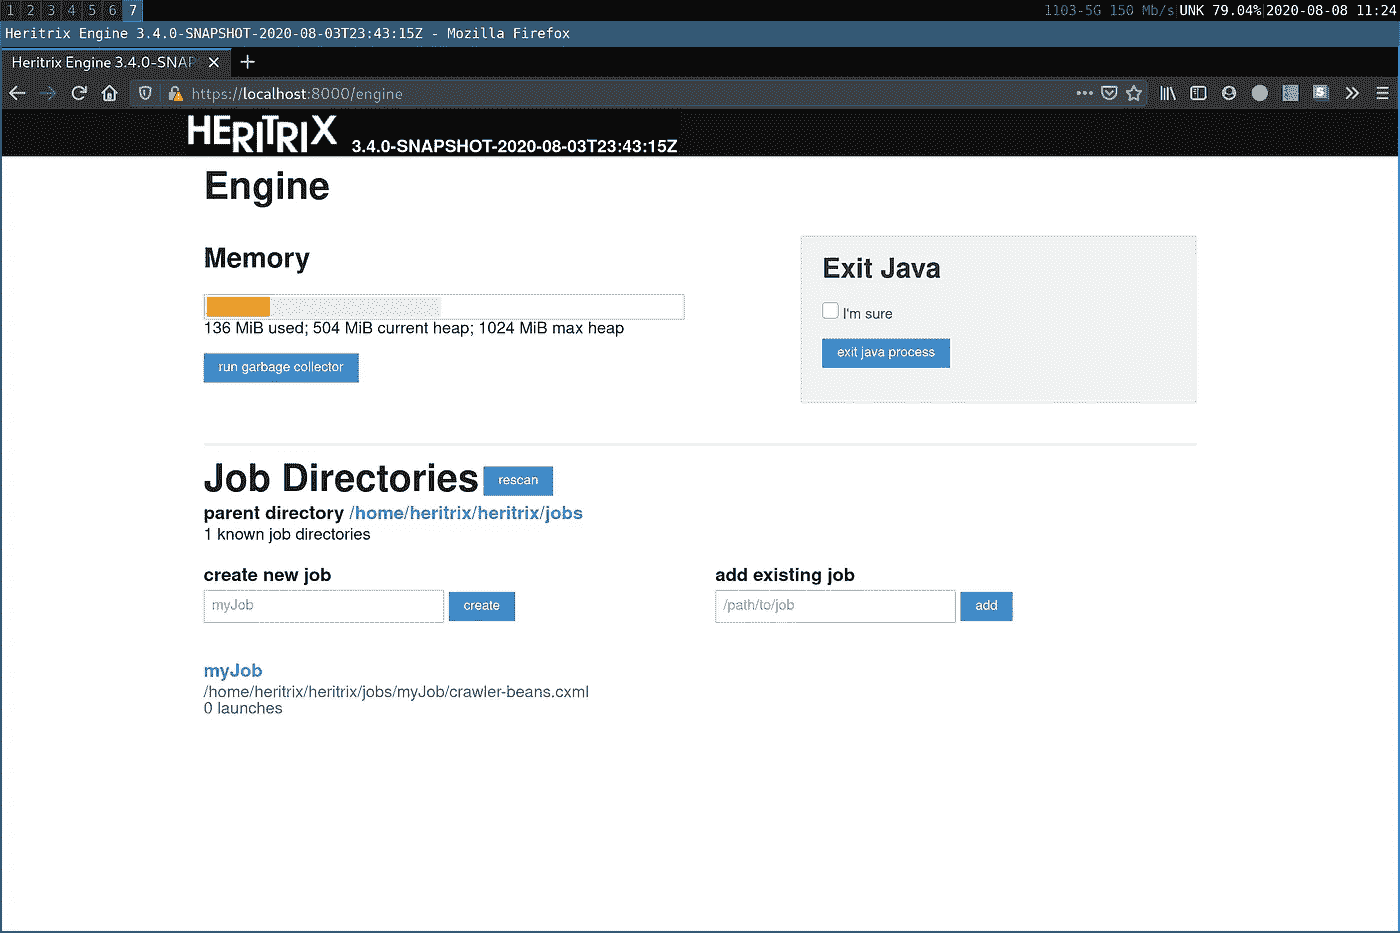 1 2 3 4 5 6 7
1103-5G 150 Mb/s UNK 79.04% 2020-08-08 11:24
Heritrix Engine 3.4.0-SNAPSHOT-2020-08-03T23:43:15Z - Mozilla Firefox
Heritrix Engine 3.4.0-SNAP
https://localhost:8000/engine
S
HERITRIX 3.4.0-SNAPSHOT-2020-08-03T23:43:15Z
Engine
Memory
136 MiB used; 504 MiB current heap; 1024 MiB max heap
run garbage collector
Exit Java
I'm sure
exit java process
Job Directories rescan
parent directory /home/heritrix/heritrix/jobs
1 known job directories
create new job
myJob create
add existing job
/path/to/job add
myJob
/home/heritrix/heritrix/jobs/myJob/crawler-beans.cxml
0 launches